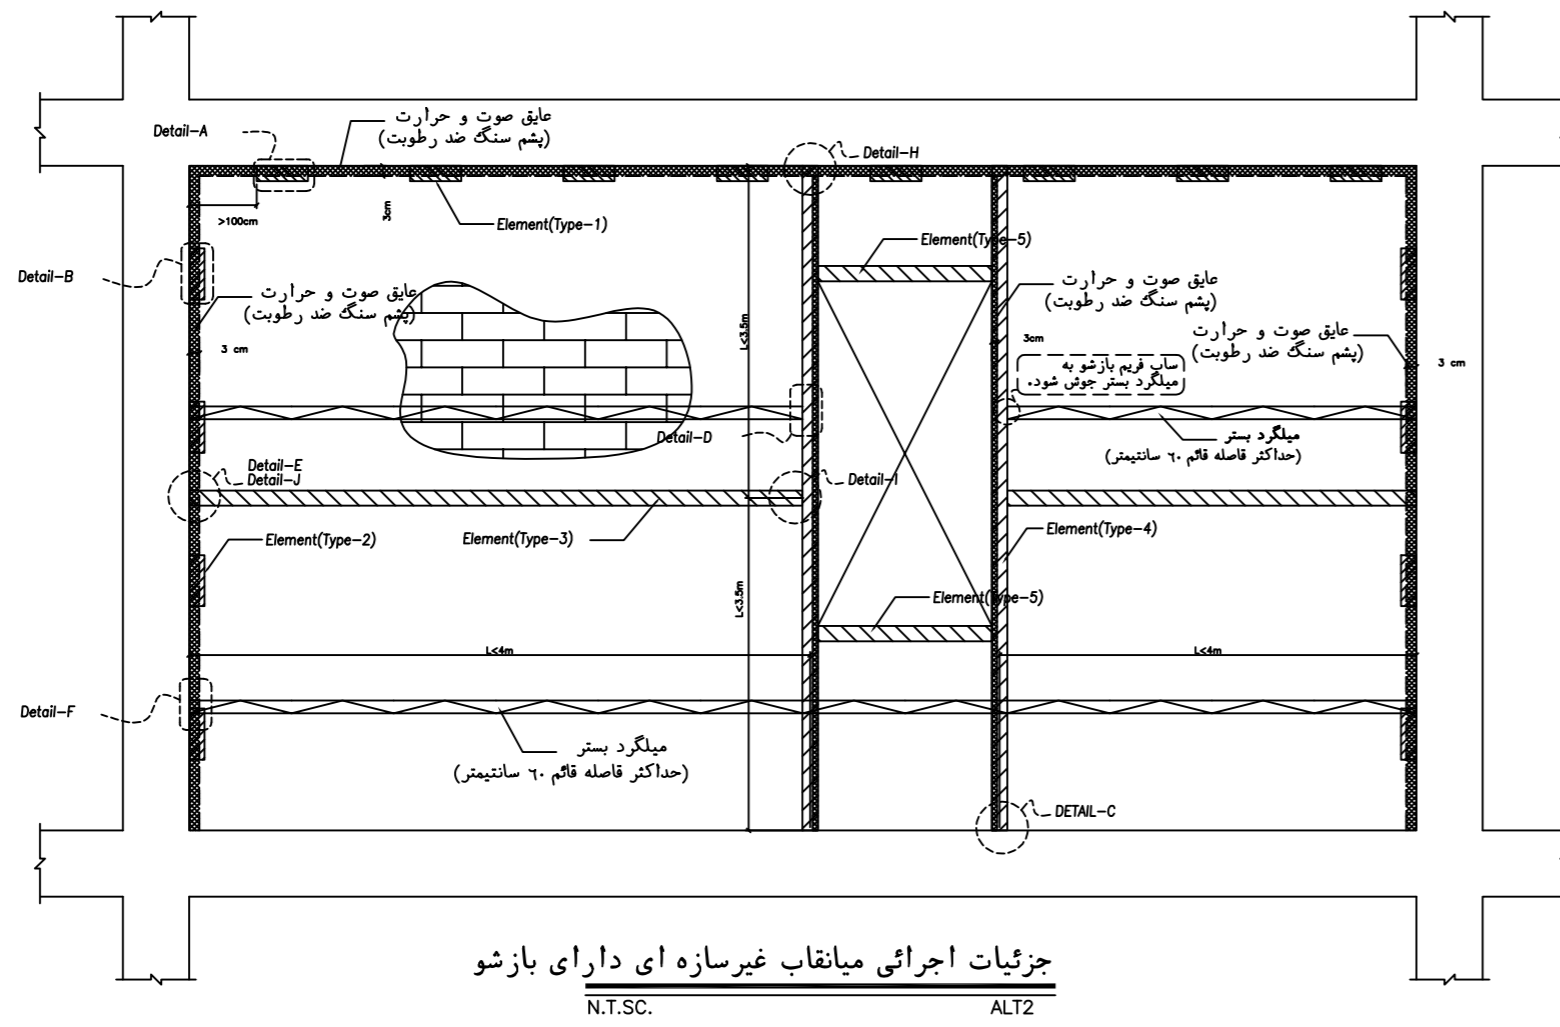 Detail-A
عایق صوت و حرارت
(پشم سنگ ضد رطوبت)
Detail-H
>100cm
3cm
Element(Type-1)
Element(Type-5)
Detail-B
عایق صوت و حرارت
(پشم سنگ ضد رطوبت)
عایق صوت و حرارت
(پشم سنگ ضد رطوبت)
عایق صوت و حرارت
(پشم سنگ ضد رطوبت)
3 cm
L<3.5m
3cm
3 cm
ساب فریم بازشو به
میلگرد بستر جوش شود.
Detail-D
میلگرد بستر
(حداکثر فاصله قائم ٦٠ سانتیمتر)
Detail-E
Detail-J
Detail-I
Element(Type-2)
Element(Type-3)
Element(Type-4)
L<3.5m
Element(Type-5)
L<4m
L<4m
Detail-F
میلگرد بستر
(حداکثر فاصله قائم ٦٠ سانتیمتر)
DETAIL-C
جزئیات اجرائی میانقاب غیرسازه ای دارای بازشو
N.T.SC.
ALT2